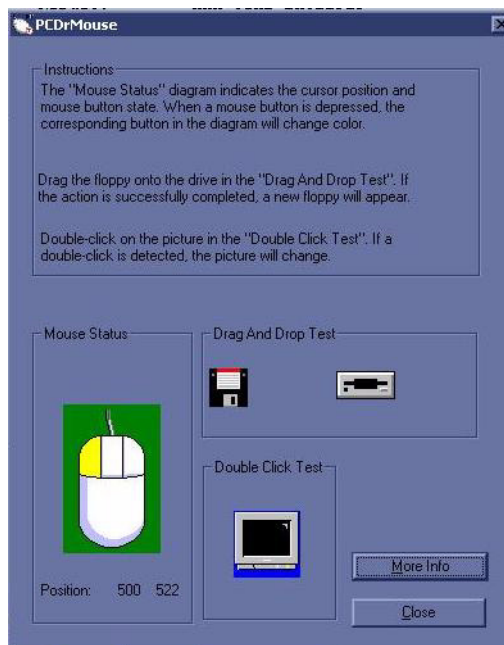 PCDrMouse
Instructions
The "Mouse Status" diagram indicates the cursor position and
mouse button state. When a mouse button is depressed, the
corresponding button in the diagram will change color.
Drag the floppy onto the drive in the "Drag And Drop Test". If
the action is successfully completed, a new floppy will appear.
Double-click on the picture in the "Double Click Test". If a
double-click is detected, the picture will change.
Mouse Status
Drag And Drop Test
Double Click Test
Position: 500 522
More Info
Close